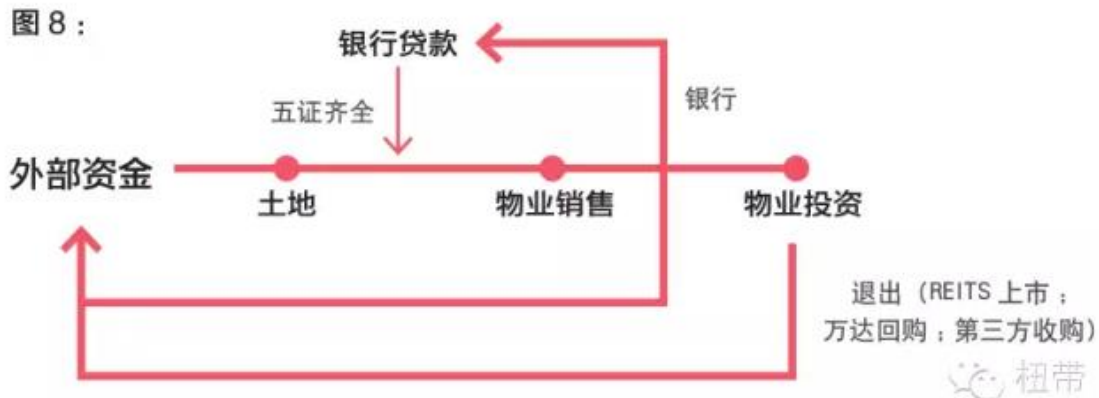 图 8：
银行贷款
五证齐全
银行
外部资金
土地
物业销售
物业投资
退出（REITS 上市；
万达回购；第三方收购）
杻带